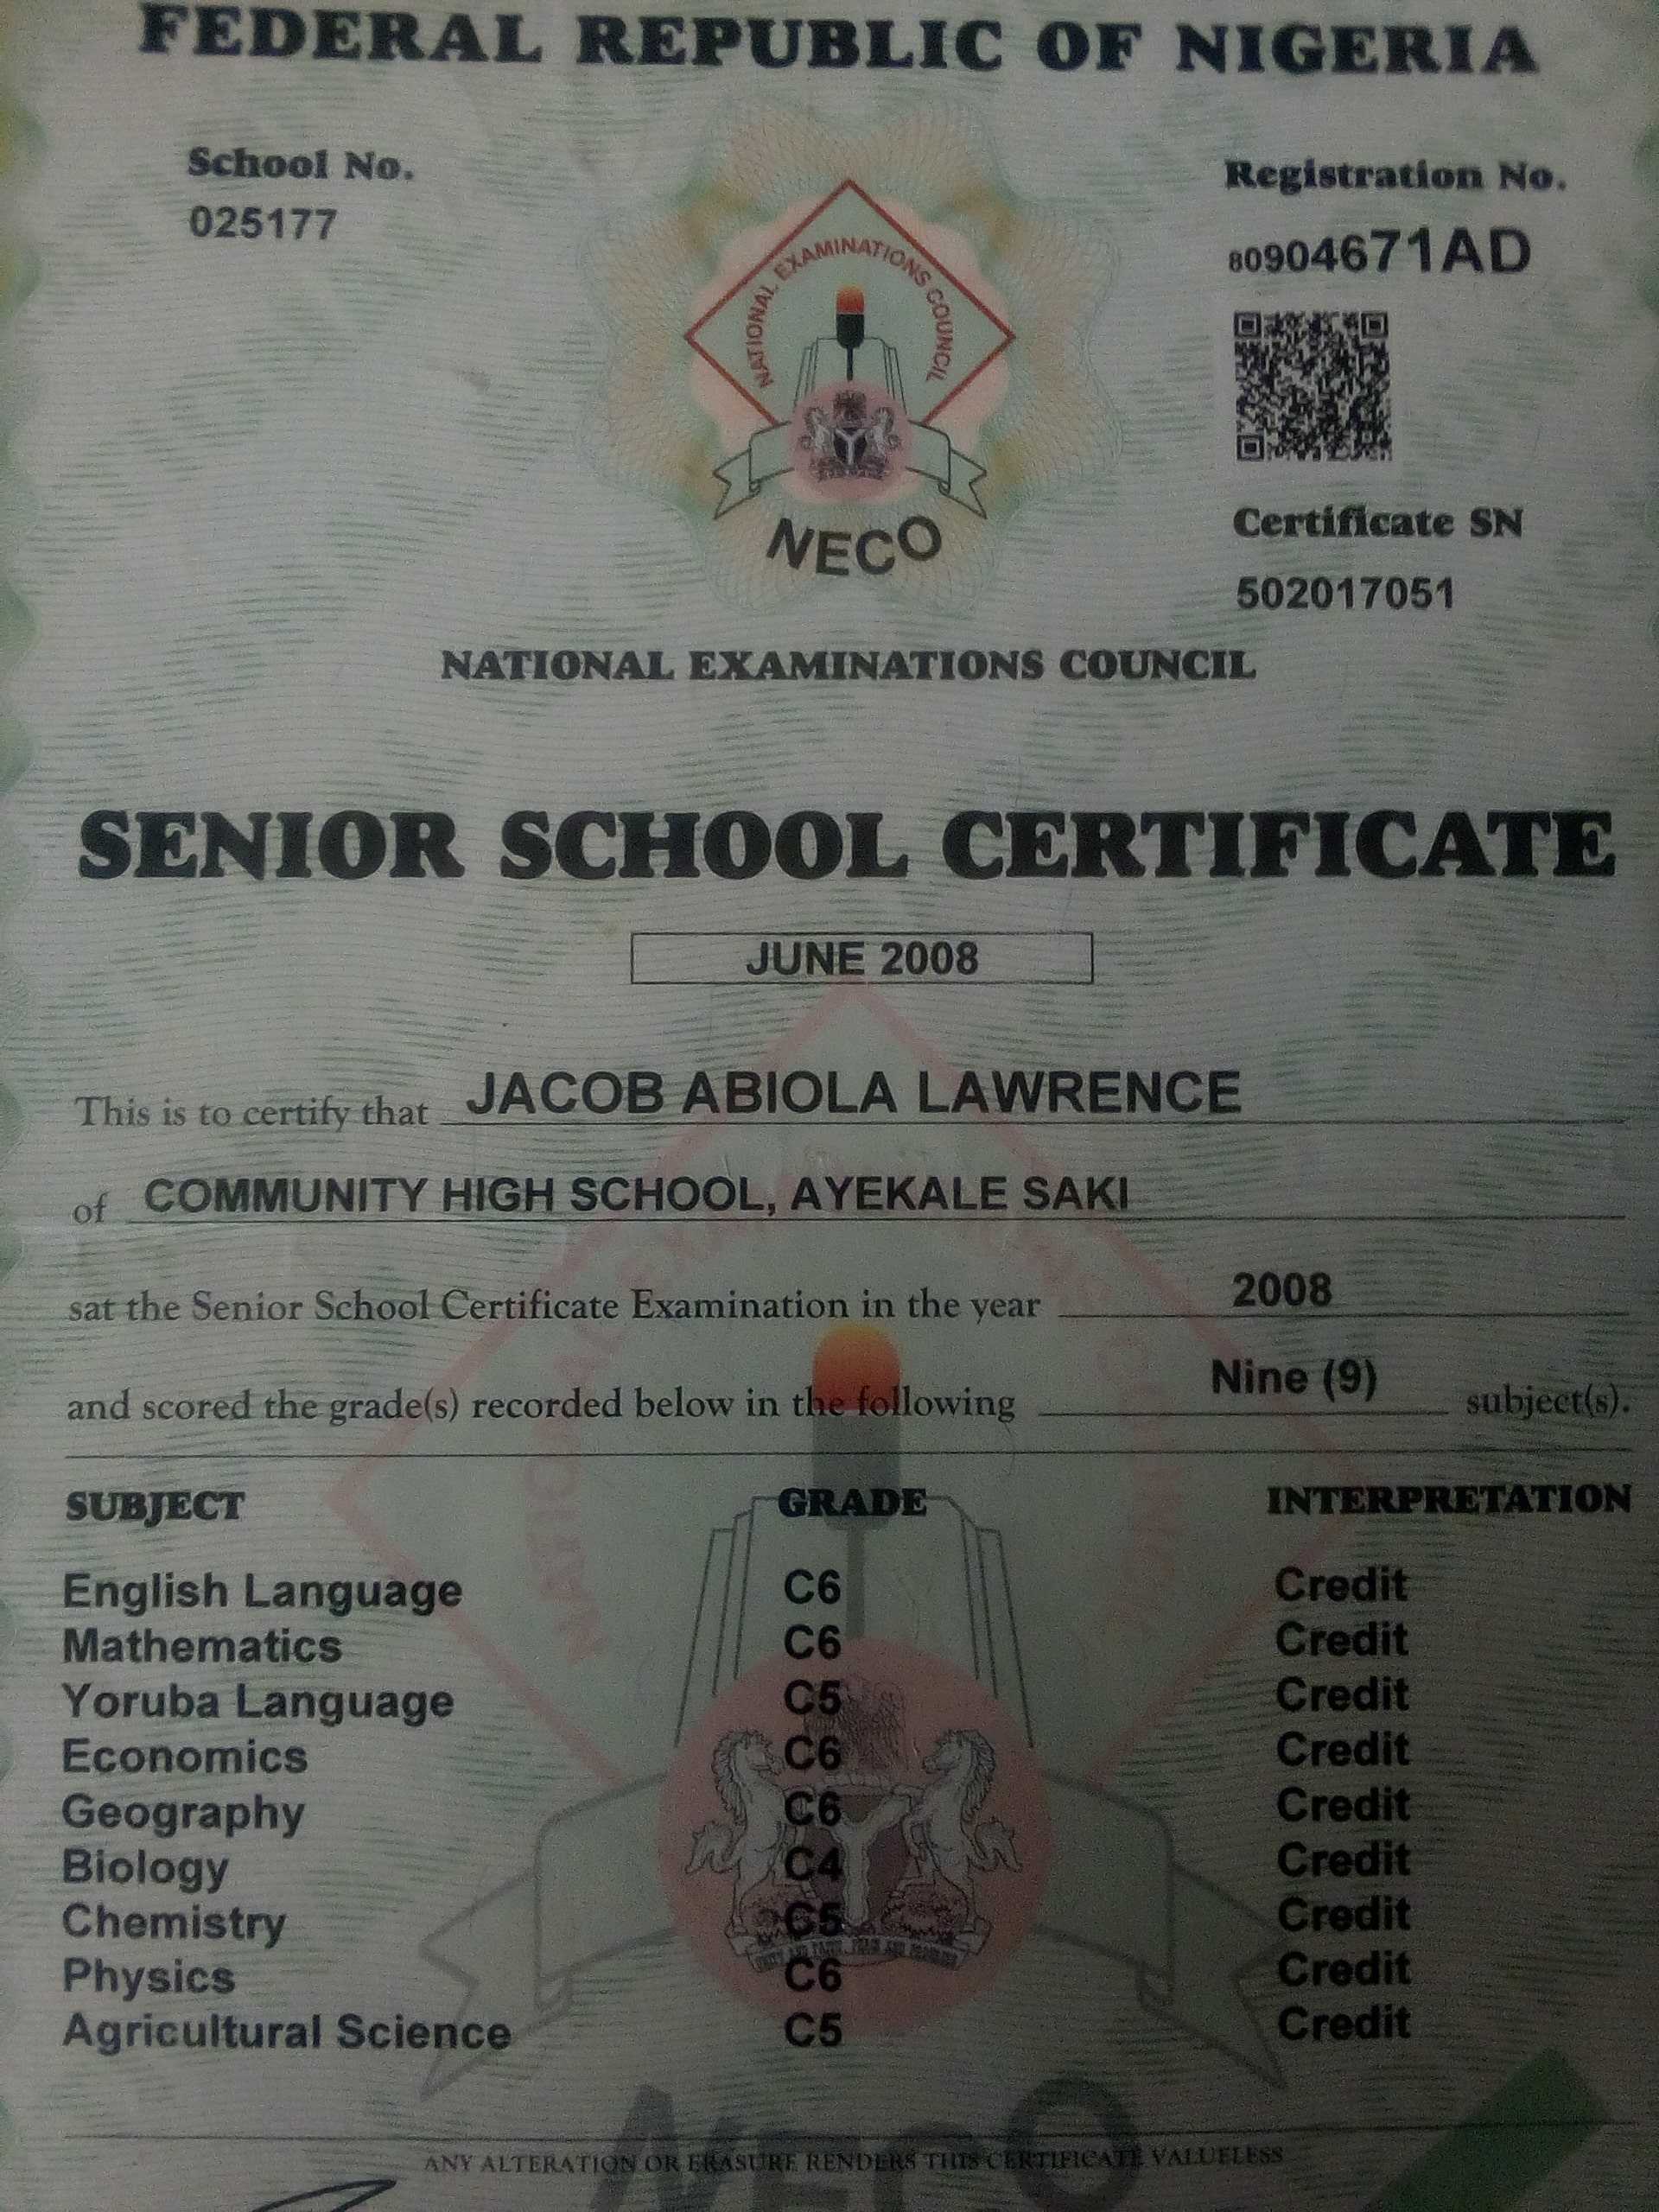 FEDERAL REPUBLIC OF NIGERIA
School No.
025177
Registration No.
80904671AD
NATIONAL EXAMINATIONS COUNCIL
NECO
Certificate SN
502017051
NATIONAL EXAMINATIONS COUNCIL
SENIOR SCHOOL CERTIFICATE
JUNE 2008
This is to certify that JACOB ABIOLA LAWRENCE
of COMMUNITY HIGH SCHOOL, AYEKALE SAKI
sat the Senior School Certificate Examination in the year 2008
and scored the grade(s) recorded below in the following Nine (9) subject(s).
SUBJECT GRADE INTERPRETATION
English Language C6 Credit
Mathematics C6 Credit
Yoruba Language C5 Credit
Economics C6 Credit
Geography C6 Credit
Biology C4 Credit
Chemistry C5 Credit
Physics C6 Credit
Agricultural Science C5 Credit
NECO
ANY ALTERATION OR ERASURE RENDERS THIS CERTIFICATE VALUELESS